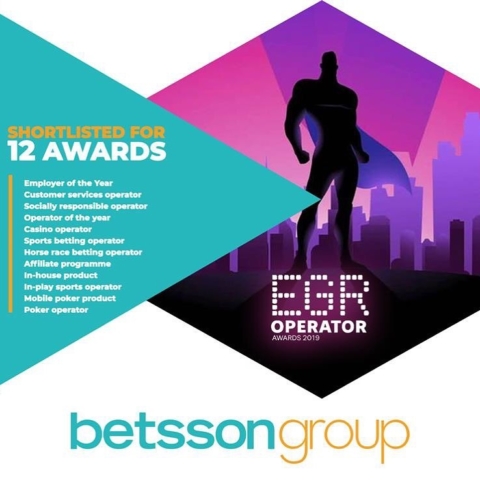 SHORTLISTED FOR
12 AWARDS
Employer of the Year
Customer services operator
Socially responsible operator
Operator of the year
Casino operator
Sports betting operator
Horse race betting operator
Affiliate programme
In-house product
In-play sports operator
Mobile poker product
Poker operator
EGR
OPERATOR
AWARDS 2019
betssongroup